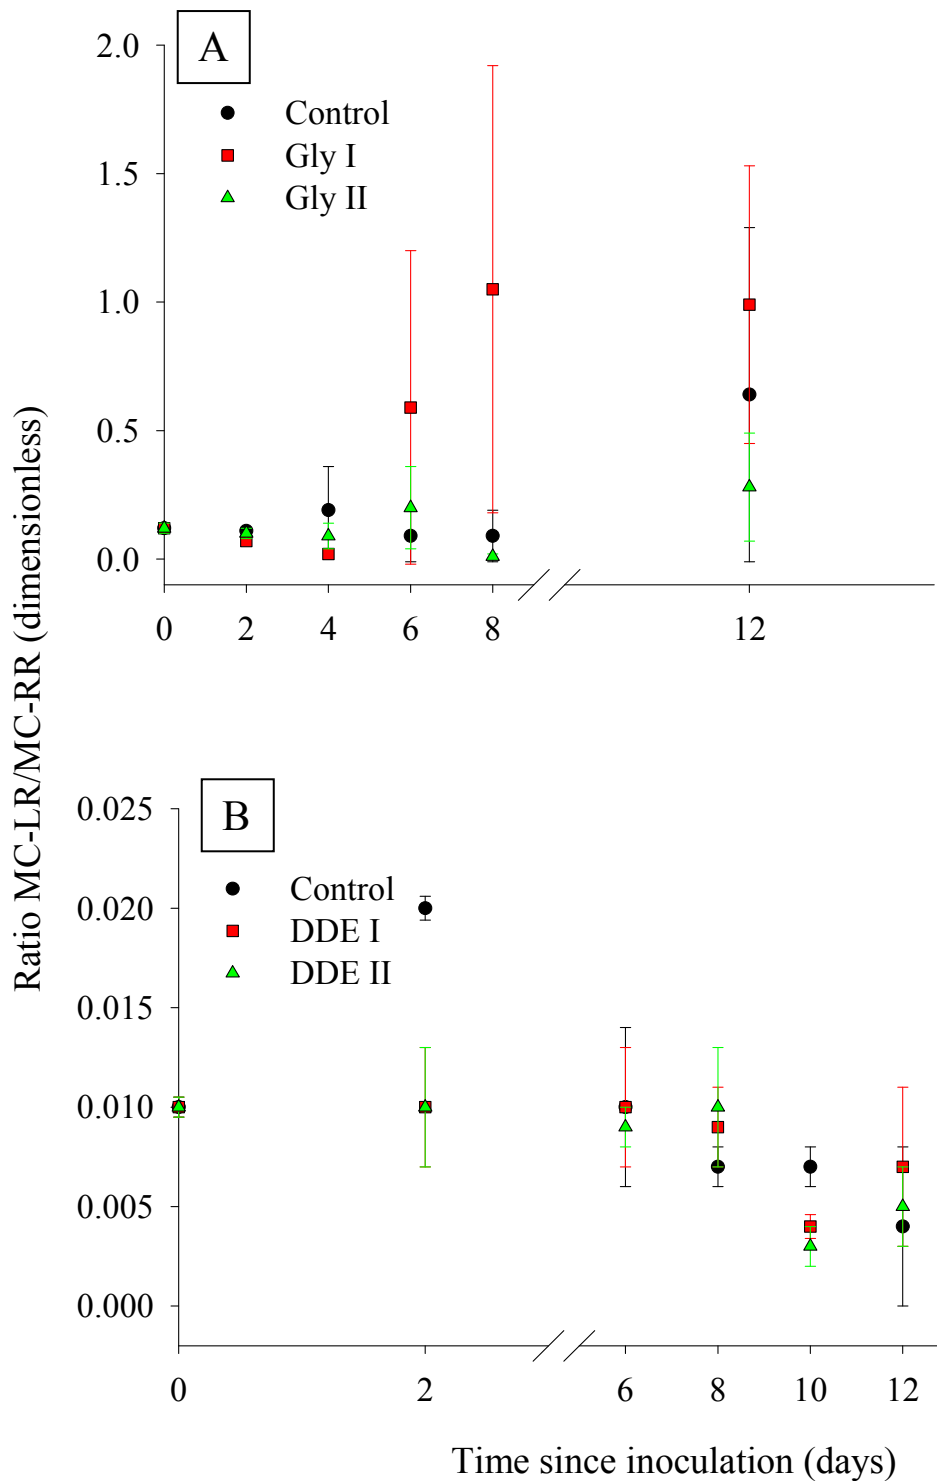 A
Control
Gly I
Gly II
2.0
1.5
1.0
0.5
0.0
0 2 4 6 8 12
Ratio MC-LR/MC-RR (dimensionless)
B
Control
DDE I
DDE II
0.025
0.020
0.015
0.010
0.005
0.000
0 2 6 8 10 12
Time since inoculation (days)